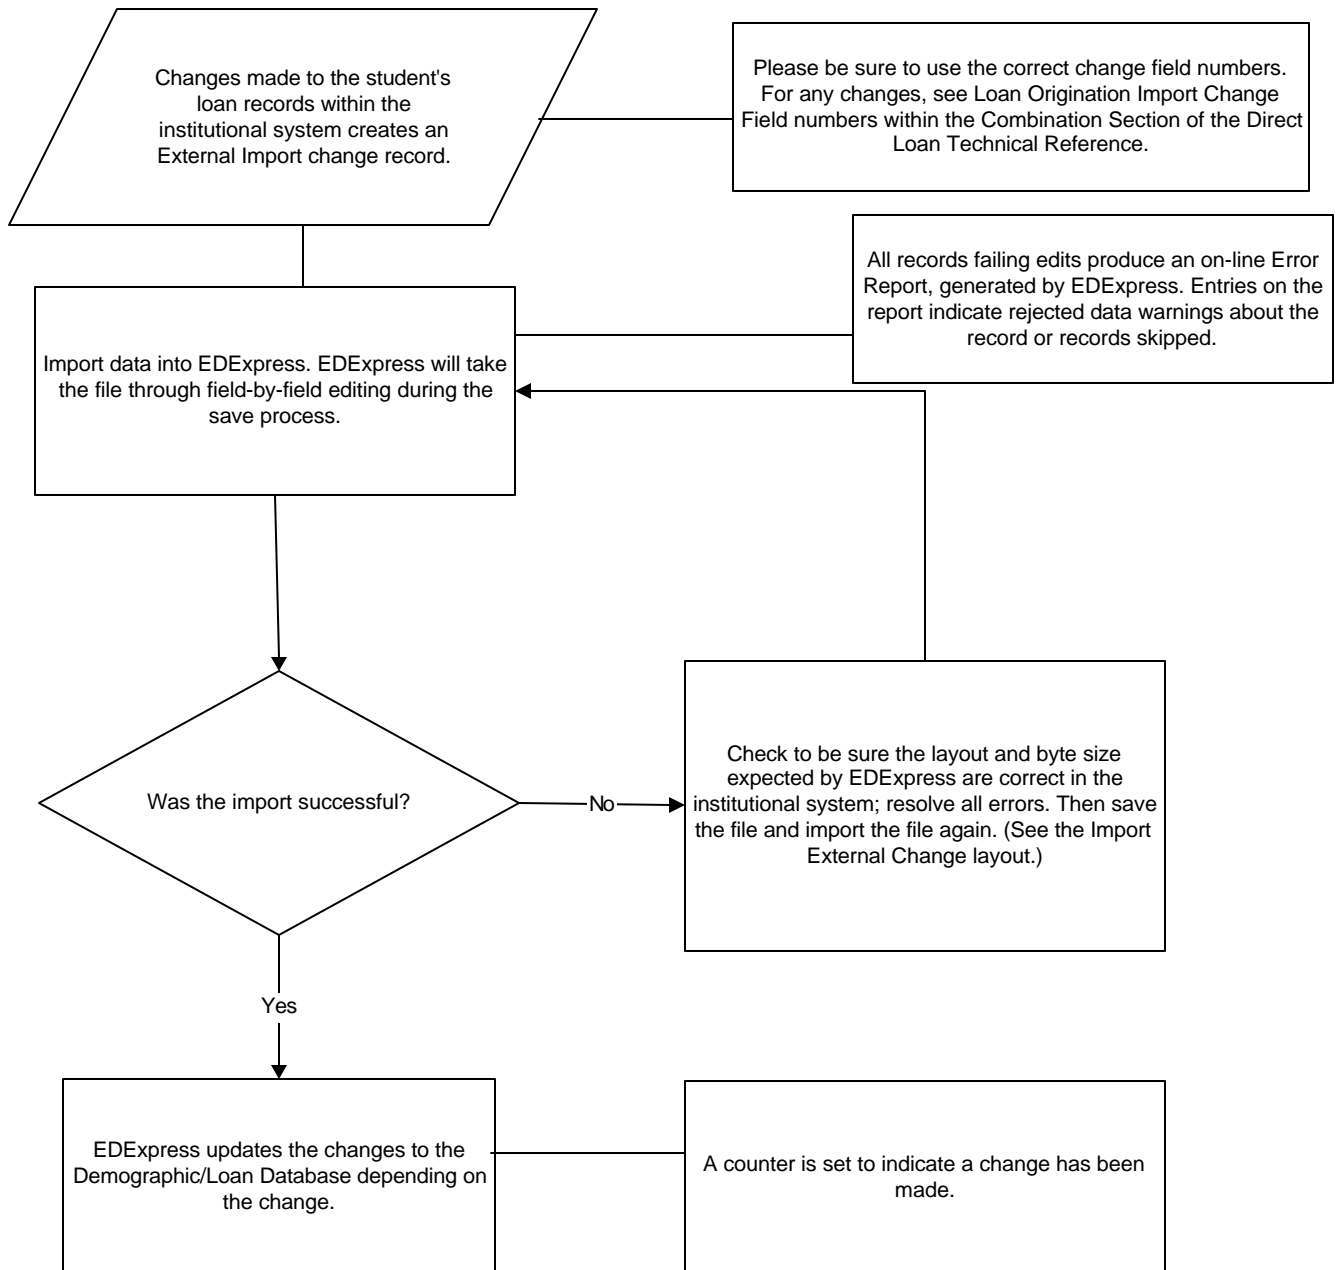 Changes made to the student's
loan records within the
institutional system creates an
External Import change record.
Please be sure to use the correct change field numbers.
For any changes, see Loan Origination Import Change
Field numbers within the Combination Section of the Direct
Loan Technical Reference.
All records failing edits produce an on-line Error
Report, generated by EDExpress. Entries on the
report indicate rejected data warnings about the
record or records skipped.
Import data into EDExpress. EDExpress will take
the file through field-by-field editing during the
save process.
Was the import successful?
No
Check to be sure the layout and byte size
expected by EDExpress are correct in the
institutional system; resolve all errors. Then save
the file and import the file again. (See the Import
External Change layout.)
Yes
EDExpress updates the changes to the
Demographic/Loan Database depending on
the change.
A counter is set to indicate a change has been
made.